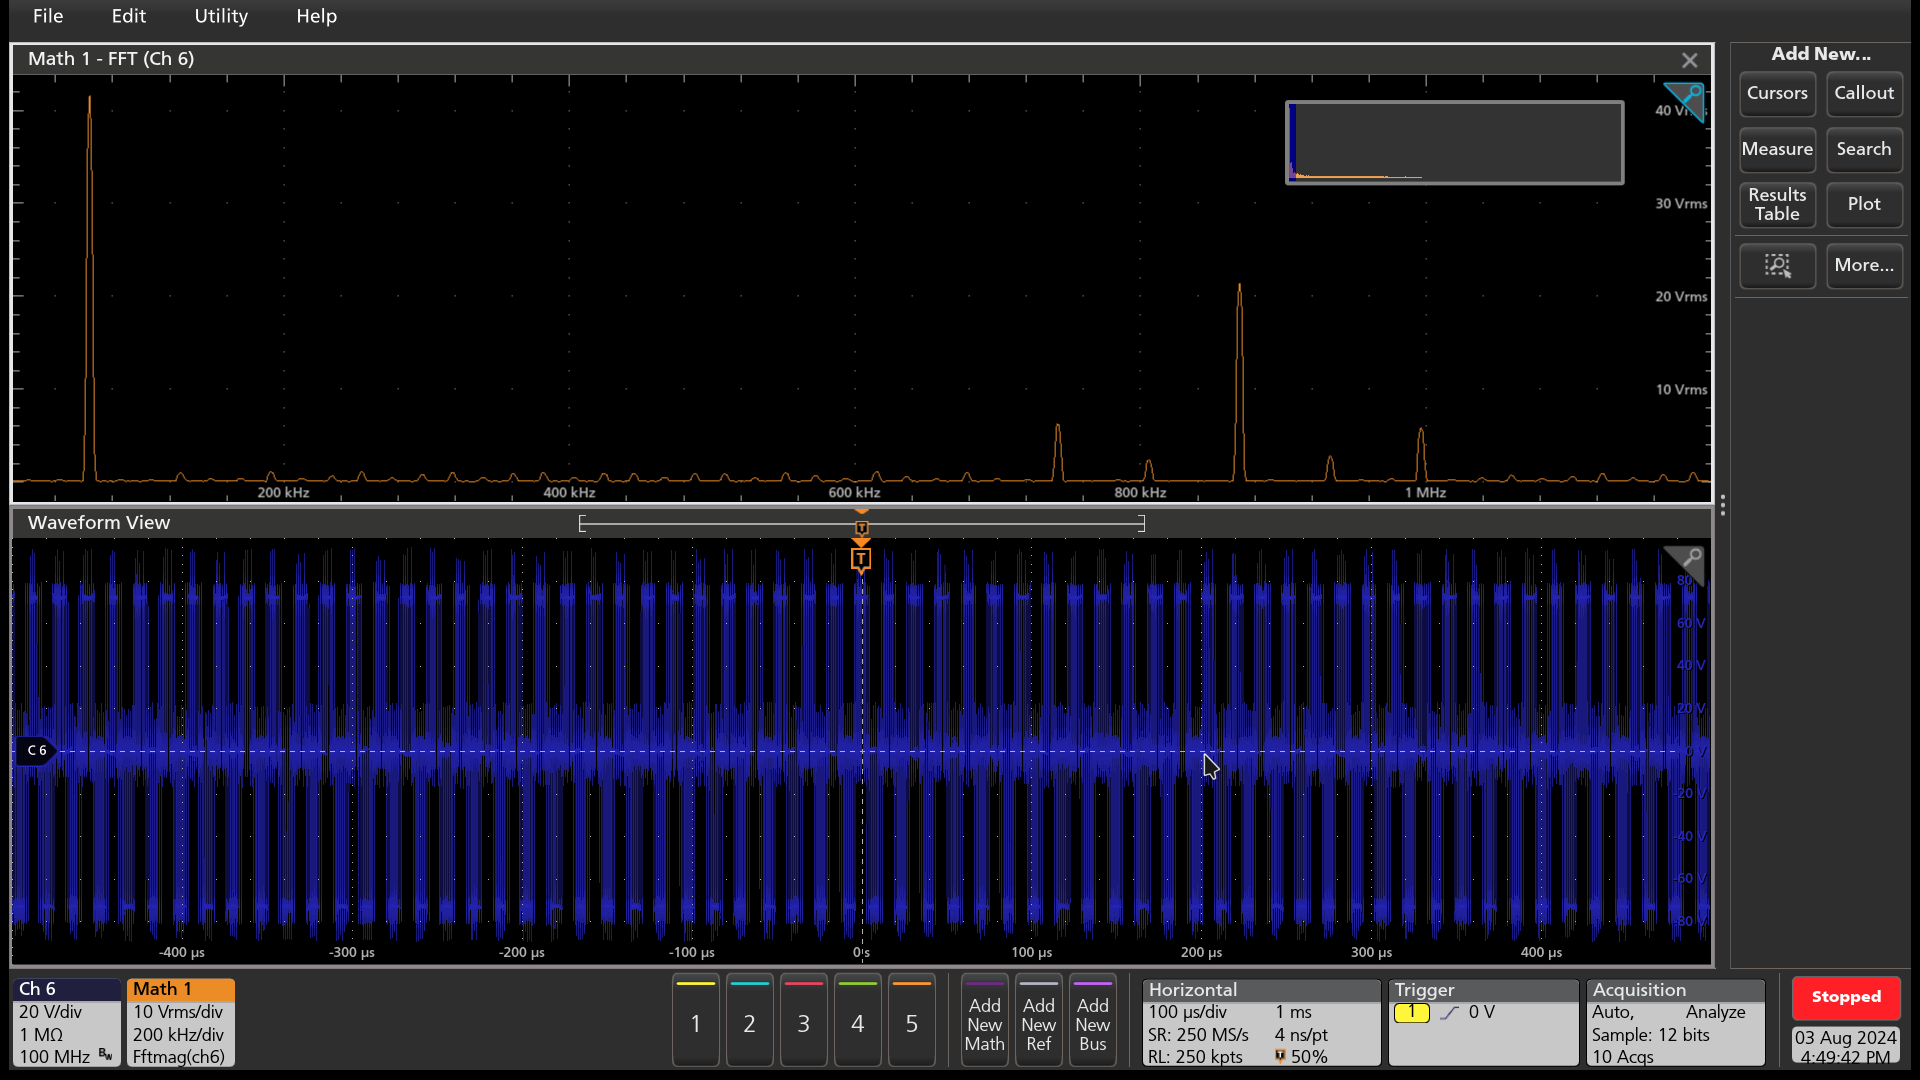 File Edit Utility Help
Math 1 - FFT (Ch 6)
Add New...
Cursors Callout
Measure Search
Results Table Plot
More...
30 Vrms
20 Vrms
10 Vrms
200 kHz 400 kHz 600 kHz 800 kHz 1 MHz
Waveform View
T
T
60 V
40 V
20 V
C 6
0 V
-20 V
-40 V
-60 V
-80 V
-400 µs -300 µs -200 µs -100 µs 0 s 100 µs 200 µs 300 µs 400 µs
Ch 6
20 V/div
1 MΩ
100 MHz Bw
Math 1
10 Vrms/div
200 kHz/div
Fftmag(ch6)
1 2 3 4 5
Add New Math
Add New Ref
Add New Bus
Horizontal
100 µs/div 1 ms
SR: 250 MS/s 4 ns/pt
RL: 250 kpts 50%
Trigger
1 0 V
Acquisition
Auto, Analyze
Sample: 12 bits
10 Acqs
Stopped
03 Aug 2024
4:49:42 PM